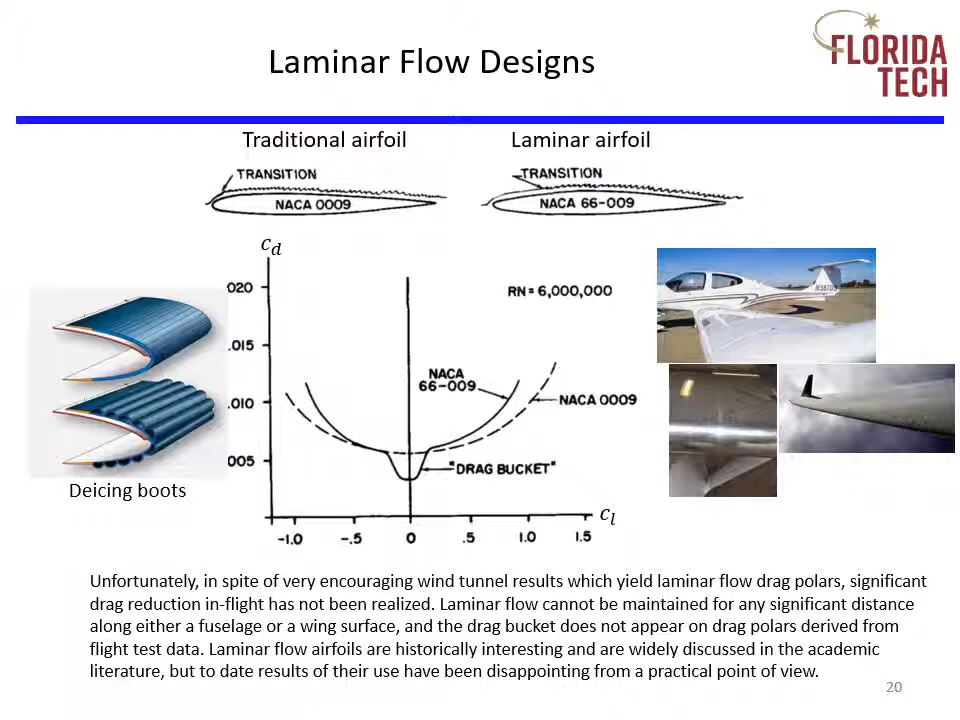 Laminar Flow Designs
FLORIDA
TECH
Traditional airfoil
Laminar airfoil
TRANSITION
NACA 0009
TRANSITION
NACA 66-009
c_d
.020
.015
.010
.005
RN = 6,000,000
NACA
66-009
NACA 0009
"DRAG BUCKET"
c_l
-1.0 -.5 0 .5 1.0 1.5
Deicing boots
Unfortunately, in spite of very encouraging wind tunnel results which yield laminar flow drag polars, significant
drag reduction in-flight has not been realized. Laminar flow cannot be maintained for any significant distance
along either a fuselage or a wing surface, and the drag bucket does not appear on drag polars derived from
flight test data. Laminar flow airfoils are historically interesting and are widely discussed in the academic
literature, but to date results of their use have been disappointing from a practical point of view.
20